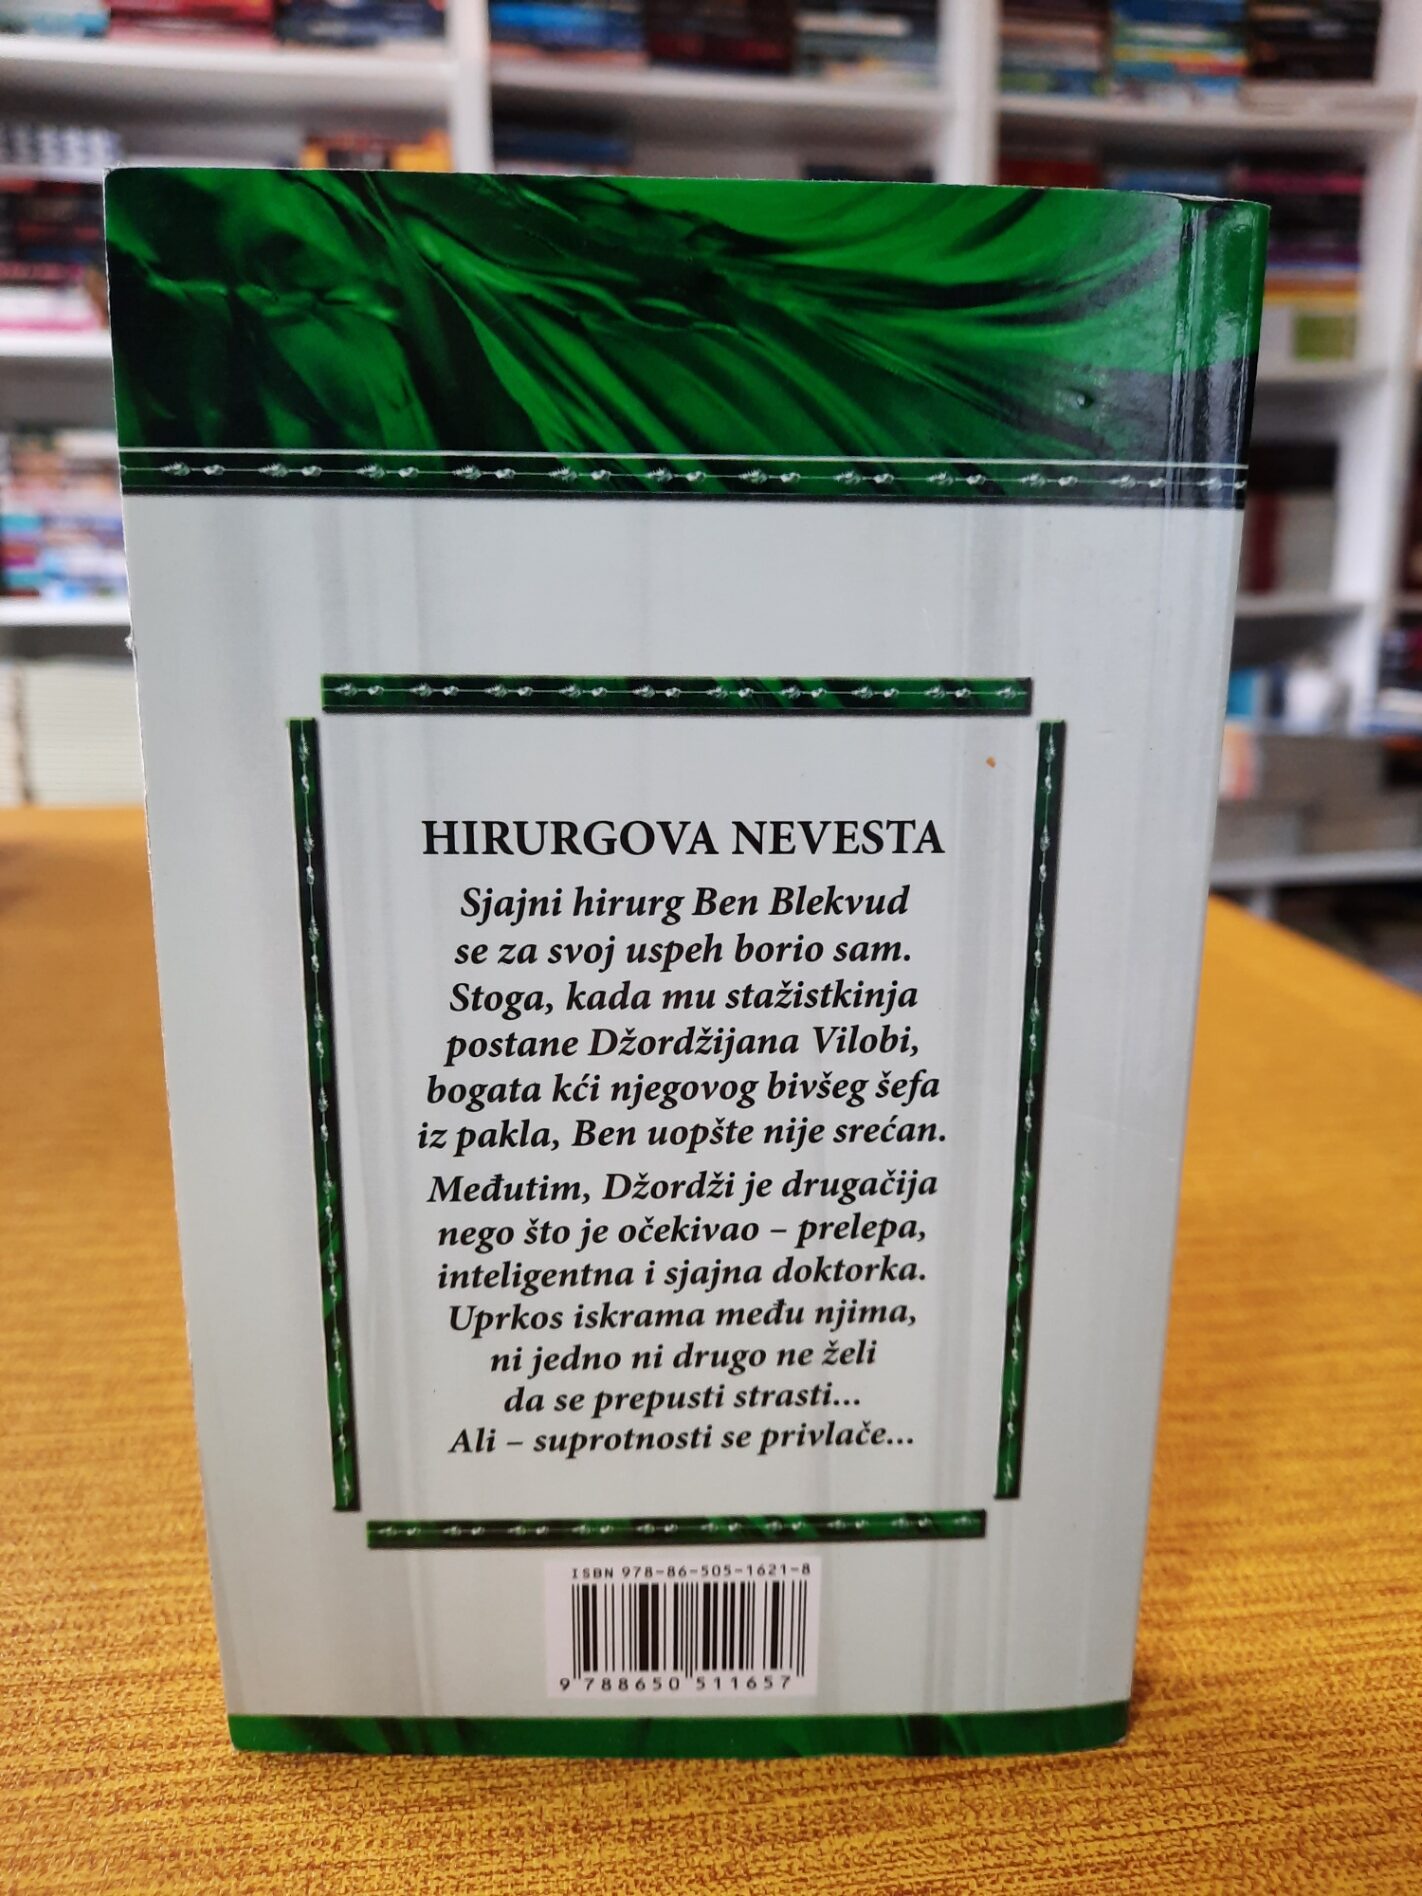 HIRURGOVA NEVESTA
Sjajni hirurg Ben Blekvud
se za svoj uspeh borio sam.
Stoga, kada mu stažistkinja
postane Džordžijana Vilobi,
bogata kći njegovog bivšeg šefa
iz pakla, Ben uopšte nije srećan.
Međutim, Džordži je drugačija
nego što je očekivao – prelepa,
inteligentna i sjajna doktorka.
Uprkos iskrama među njima,
ni jedno ni drugo ne želi
da se prepusti strasti...
Ali – suprotnosti se privlače...
ISBN 978-86-505-1621-8
9 788650 511657